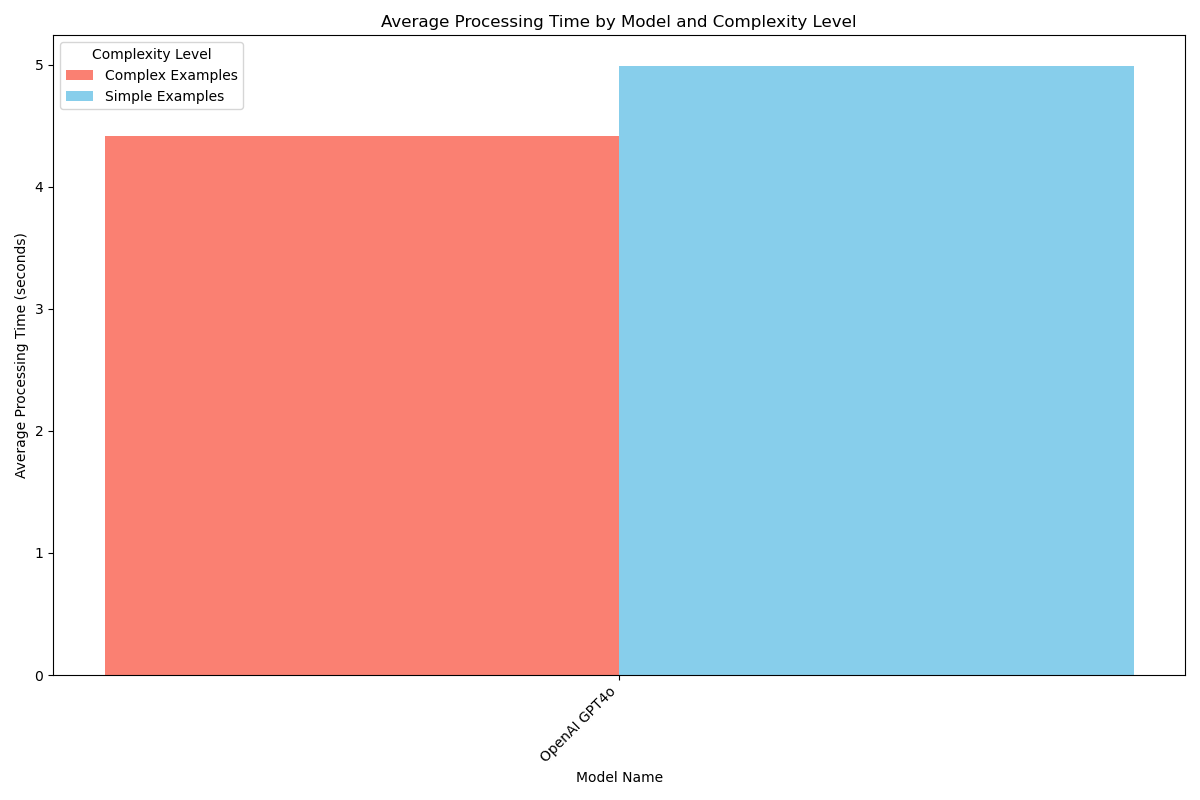 Average Processing Time by Model and Complexity Level
Complexity Level
Complex Examples
Simple Examples
Average Processing Time (seconds)
5
4
3
2
1
0
OpenAI GPT4o
Model Name